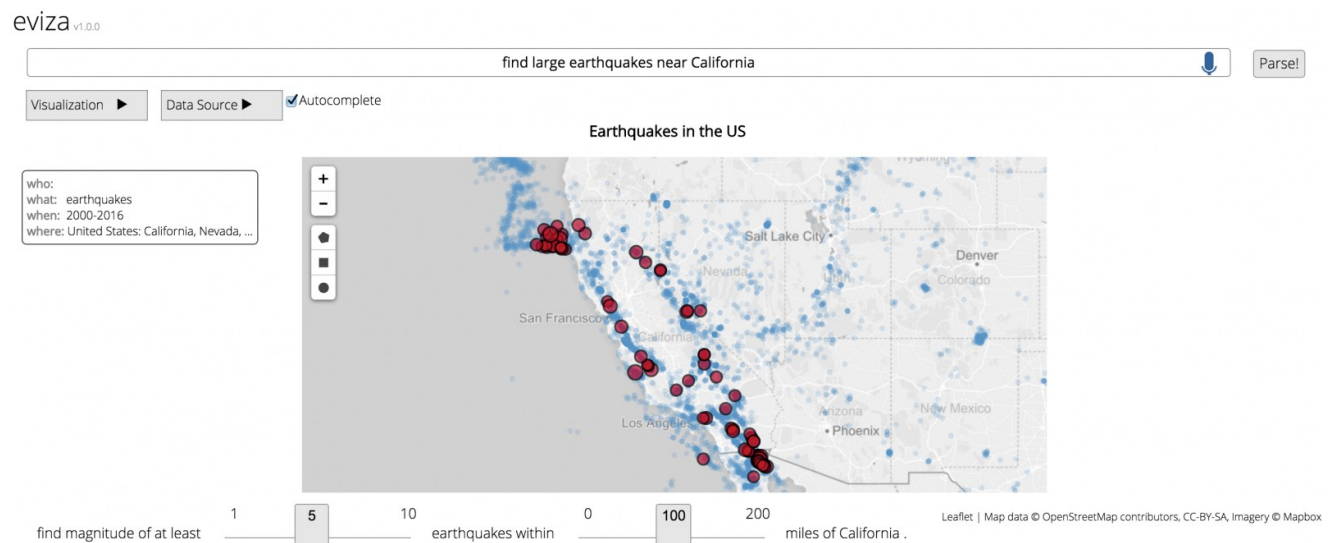 eviza v1.0.0
find large earthquakes near California
Parse!
Visualization ▶
Data Source ▶
Autocomplete
Earthquakes in the US
who:
what: earthquakes
when: 2000-2016
where: United States: California, Nevada, ...
+
−
Wyoming
Salt Lake City
Denver
Nevada
Utah
Colorado
San Francisco
California
Los Angeles
Arizona
New Mexico
Phoenix
find magnitude of at least
1 5 10
earthquakes within
0 100 200
miles of California .
Leaflet | Map data © OpenStreetMap contributors, CC-BY-SA, Imagery © Mapbox